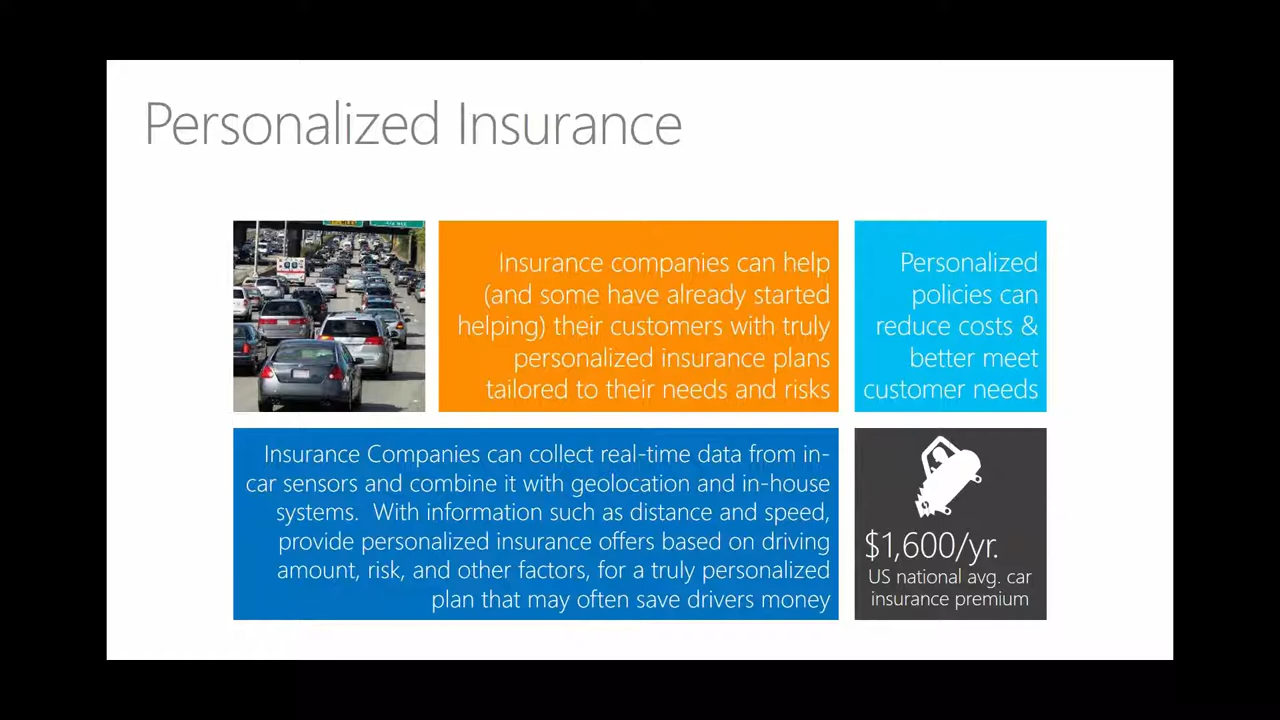 Personalized Insurance
Insurance companies can help
(and some have already started
helping) their customers with truly
personalized insurance plans
tailored to their needs and risks
Personalized
policies can
reduce costs &
better meet
customer needs
Insurance Companies can collect real-time data from in-
car sensors and combine it with geolocation and in-house
systems.  With information such as distance and speed,
provide personalized insurance offers based on driving
amount, risk, and other factors, for a truly personalized
plan that may often save drivers money
$1,600/yr.
US national avg. car
insurance premium